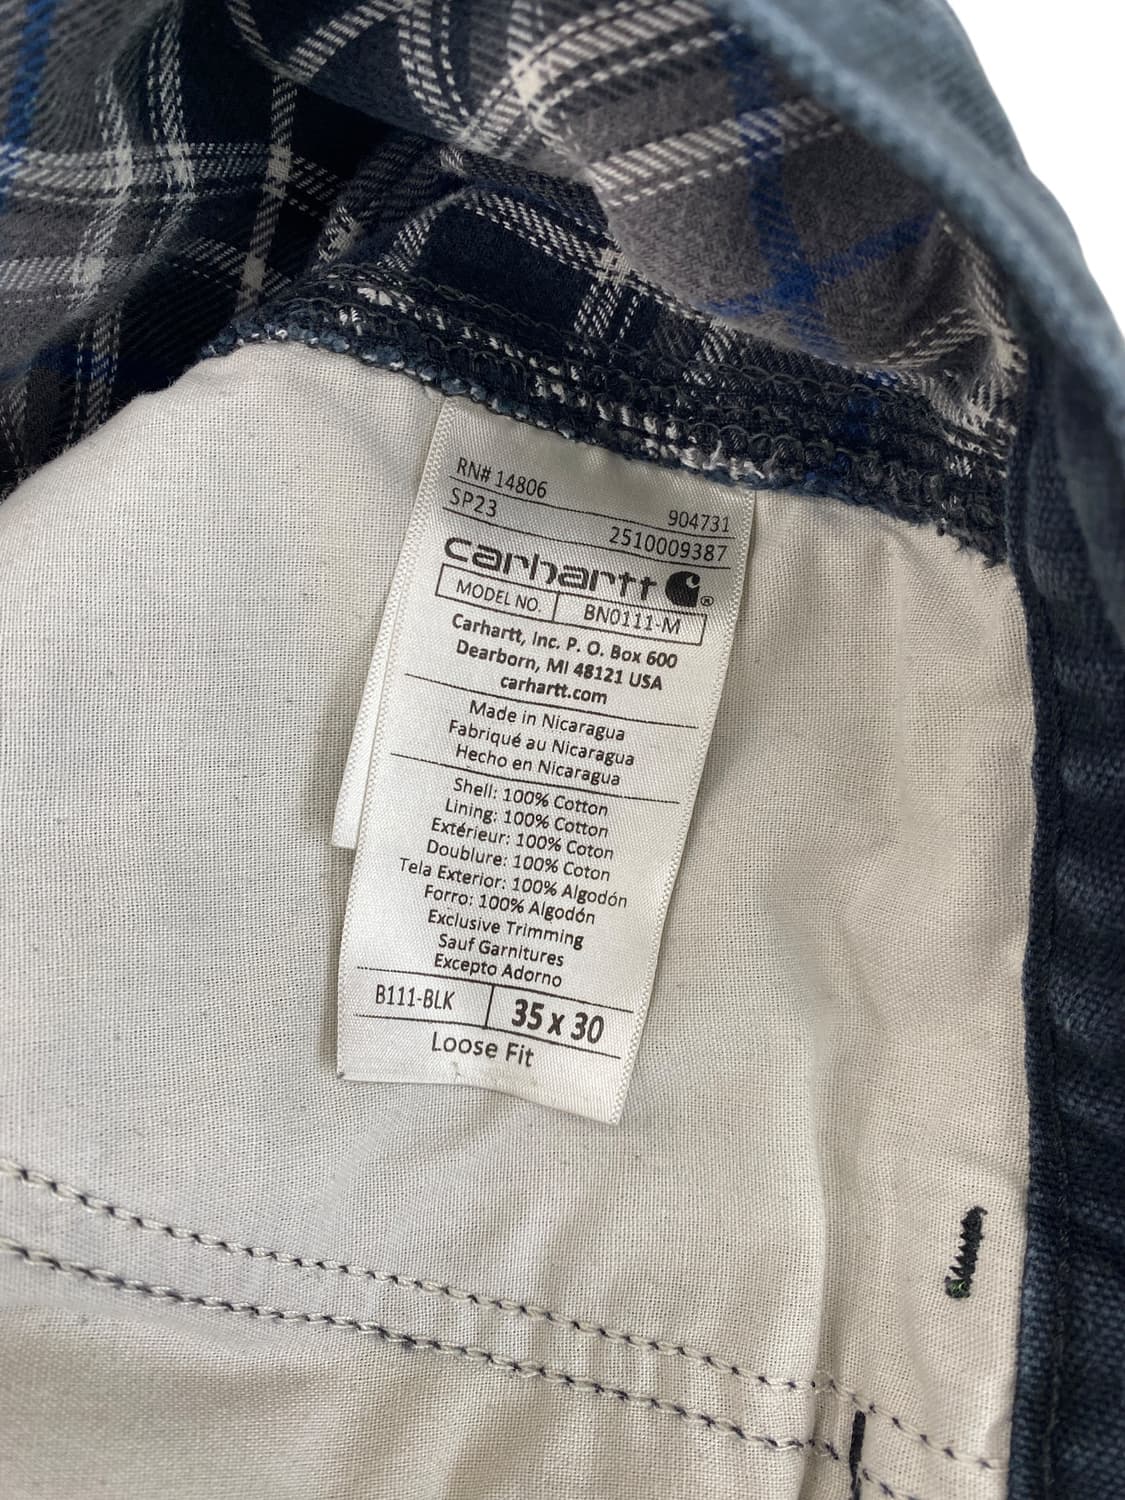 RN# 14806 904731
SP23 2510009387
carhartt ®
MODEL NO. BN0111-M
Carhartt, Inc. P. O. Box 600
Dearborn, MI 48121 USA
carhartt.com
Made in Nicaragua
Fabriqué au Nicaragua
Hecho en Nicaragua
Shell: 100% Cotton
Lining: 100% Cotton
Extérieur: 100% Coton
Doublure: 100% Coton
Tela Exterior: 100% Algodón
Forro: 100% Algodón
Exclusive Trimming
Sauf Garnitures
Excepto Adorno
B111-BLK 35 x 30
Loose Fit